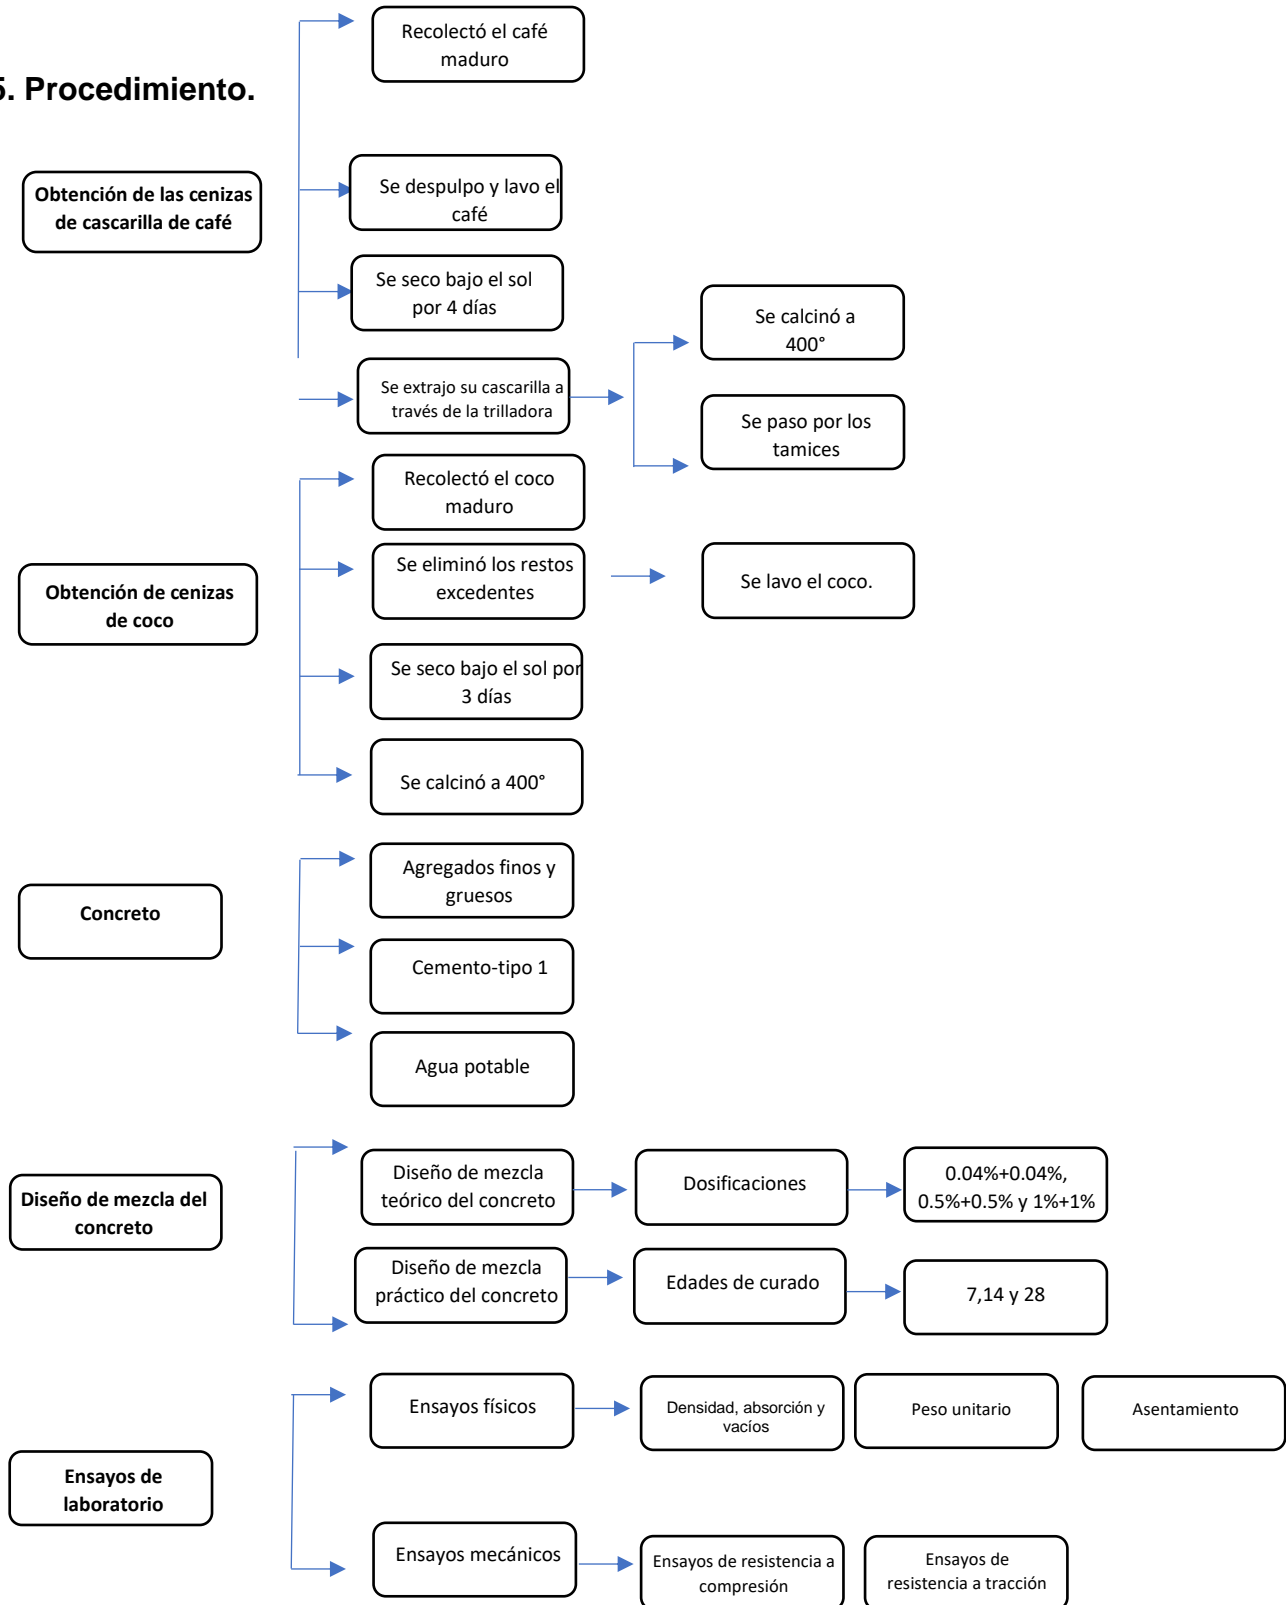 Recolectó el café
maduro
5. Procedimiento.
Obtención de las cenizas
de cascarilla de café
Se despulpo y lavo el
café
Se seco bajo el sol
por 4 días
Se calcinó a
400°
Se extrajo su cascarilla a
través de la trilladora
Se paso por los
tamices
Recolectó el coco
maduro
Obtención de cenizas
de coco
Se eliminó los restos
excedentes
Se lavo el coco.
Se seco bajo el sol por
3 días
Se calcinó a 400°
Concreto
Agregados finos y
gruesos
Cemento-tipo 1
Agua potable
Diseño de mezcla del
concreto
Diseño de mezcla
teórico del concreto
Dosificaciones
0.04%+0.04%,
0.5%+0.5% y 1%+1%
Diseño de mezcla
práctico del concreto
Edades de curado
7,14 y 28
Ensayos de
laboratorio
Ensayos físicos
Densidad, absorción y
vacíos
Peso unitario
Asentamiento
Ensayos mecánicos
Ensayos de resistencia a
compresión
Ensayos de
resistencia a tracción